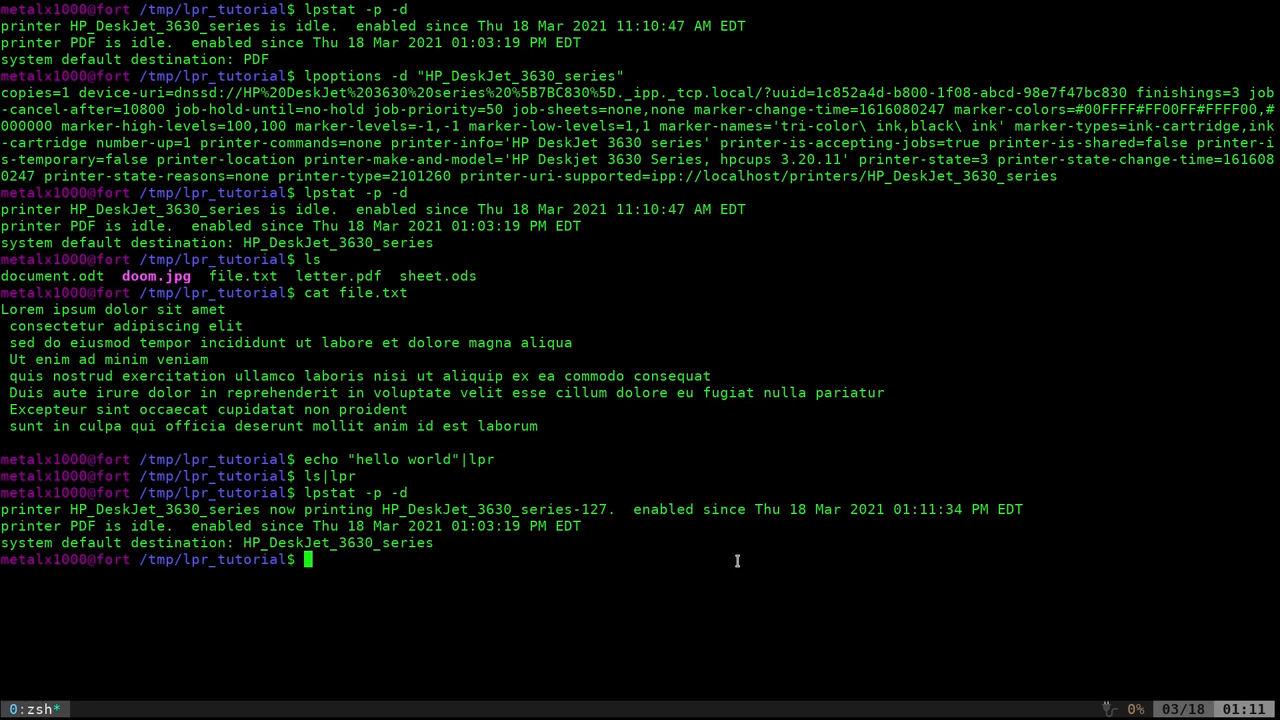 metalx1000@fort /tmp/lpr_tutorial$ lpstat -p -d
printer HP_DeskJet_3630_series is idle.  enabled since Thu 18 Mar 2021 11:10:47 AM EDT
printer PDF is idle.  enabled since Thu 18 Mar 2021 01:03:19 PM EDT
system default destination: PDF
metalx1000@fort /tmp/lpr_tutorial$ lpoptions -d "HP_DeskJet_3630_series"
copies=1 device-uri=dnssd://HP%20DeskJet%203630%20series%20%5B7BC830%5D._ipp._tcp.local/?uuid=1c852a4d-b800-1f08-abcd-98e7f47bc830 finishings=3 job
-cancel-after=10800 job-hold-until=no-hold job-priority=50 job-sheets=none,none marker-change-time=1616080247 marker-colors=#00FFFF#FF00FF#FFFF00,#
000000 marker-high-levels=100,100 marker-levels=-1,-1 marker-low-levels=1,1 marker-names='tri-color\ ink,black\ ink' marker-types=ink-cartridge,ink
-cartridge number-up=1 printer-commands=none printer-info='HP DeskJet 3630 series' printer-is-accepting-jobs=true printer-is-shared=false printer-i
s-temporary=false printer-location printer-make-and-model='HP Deskjet 3630 Series, hpcups 3.20.11' printer-state=3 printer-state-change-time=161608
0247 printer-state-reasons=none printer-type=2101260 printer-uri-supported=ipp://localhost/printers/HP_DeskJet_3630_series
metalx1000@fort /tmp/lpr_tutorial$ lpstat -p -d
printer HP_DeskJet_3630_series is idle.  enabled since Thu 18 Mar 2021 11:10:47 AM EDT
printer PDF is idle.  enabled since Thu 18 Mar 2021 01:03:19 PM EDT
system default destination: HP_DeskJet_3630_series
metalx1000@fort /tmp/lpr_tutorial$ ls
document.odt  doom.jpg  file.txt  letter.pdf  sheet.ods
metalx1000@fort /tmp/lpr_tutorial$ cat file.txt
Lorem ipsum dolor sit amet
 consectetur adipiscing elit
 sed do eiusmod tempor incididunt ut labore et dolore magna aliqua
 Ut enim ad minim veniam
 quis nostrud exercitation ullamco laboris nisi ut aliquip ex ea commodo consequat
 Duis aute irure dolor in reprehenderit in voluptate velit esse cillum dolore eu fugiat nulla pariatur
 Excepteur sint occaecat cupidatat non proident
 sunt in culpa qui officia deserunt mollit anim id est laborum
metalx1000@fort /tmp/lpr_tutorial$ echo "hello world"|lpr
metalx1000@fort /tmp/lpr_tutorial$ ls|lpr
metalx1000@fort /tmp/lpr_tutorial$ lpstat -p -d
printer HP_DeskJet_3630_series now printing HP_DeskJet_3630_series-127.  enabled since Thu 18 Mar 2021 01:11:34 PM EDT
printer PDF is idle.  enabled since Thu 18 Mar 2021 01:03:19 PM EDT
system default destination: HP_DeskJet_3630_series
metalx1000@fort /tmp/lpr_tutorial$
0:zsh* 0% 03/18 01:11